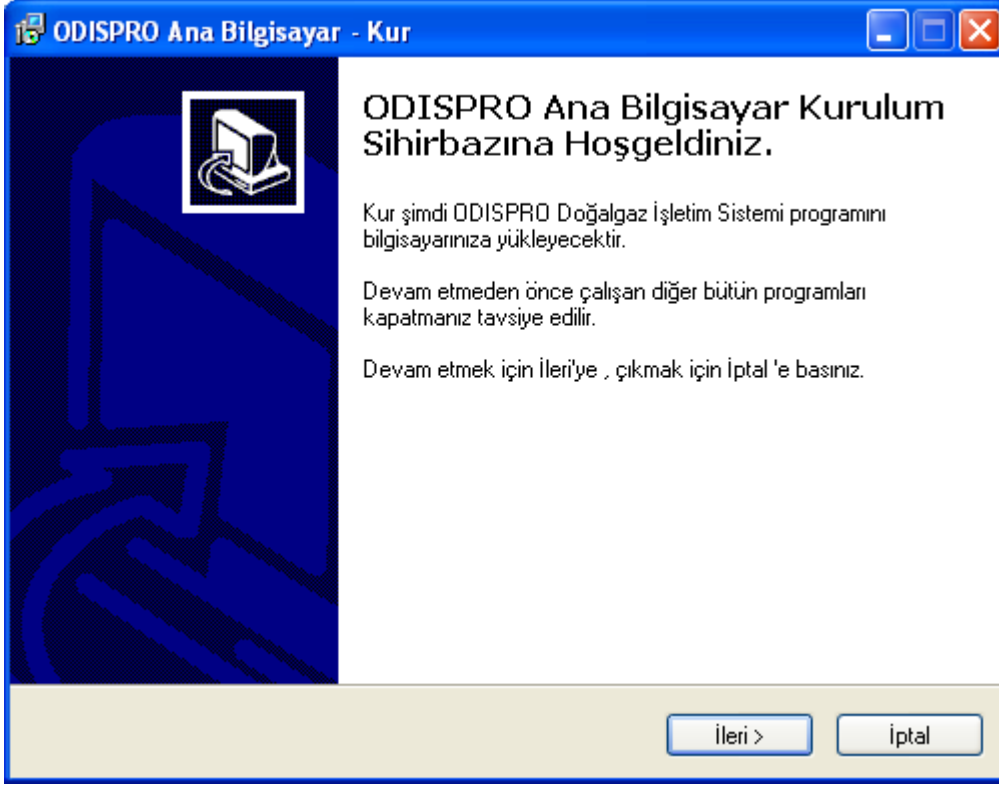 ODISPRO Ana Bilgisayar - Kur
ODISPRO Ana Bilgisayar Kurulum
Sihirbazına Hoşgeldiniz.
Kur şimdi ODISPRO Doğalgaz İşletim Sistemi programını
bilgisayarınıza yükleyecektir.
Devam etmeden önce çalışan diğer bütün programları
kapatmanız tavsiye edilir.
Devam etmek için İleri'ye , çıkmak için İptal 'e basınız.
İleri >
İptal